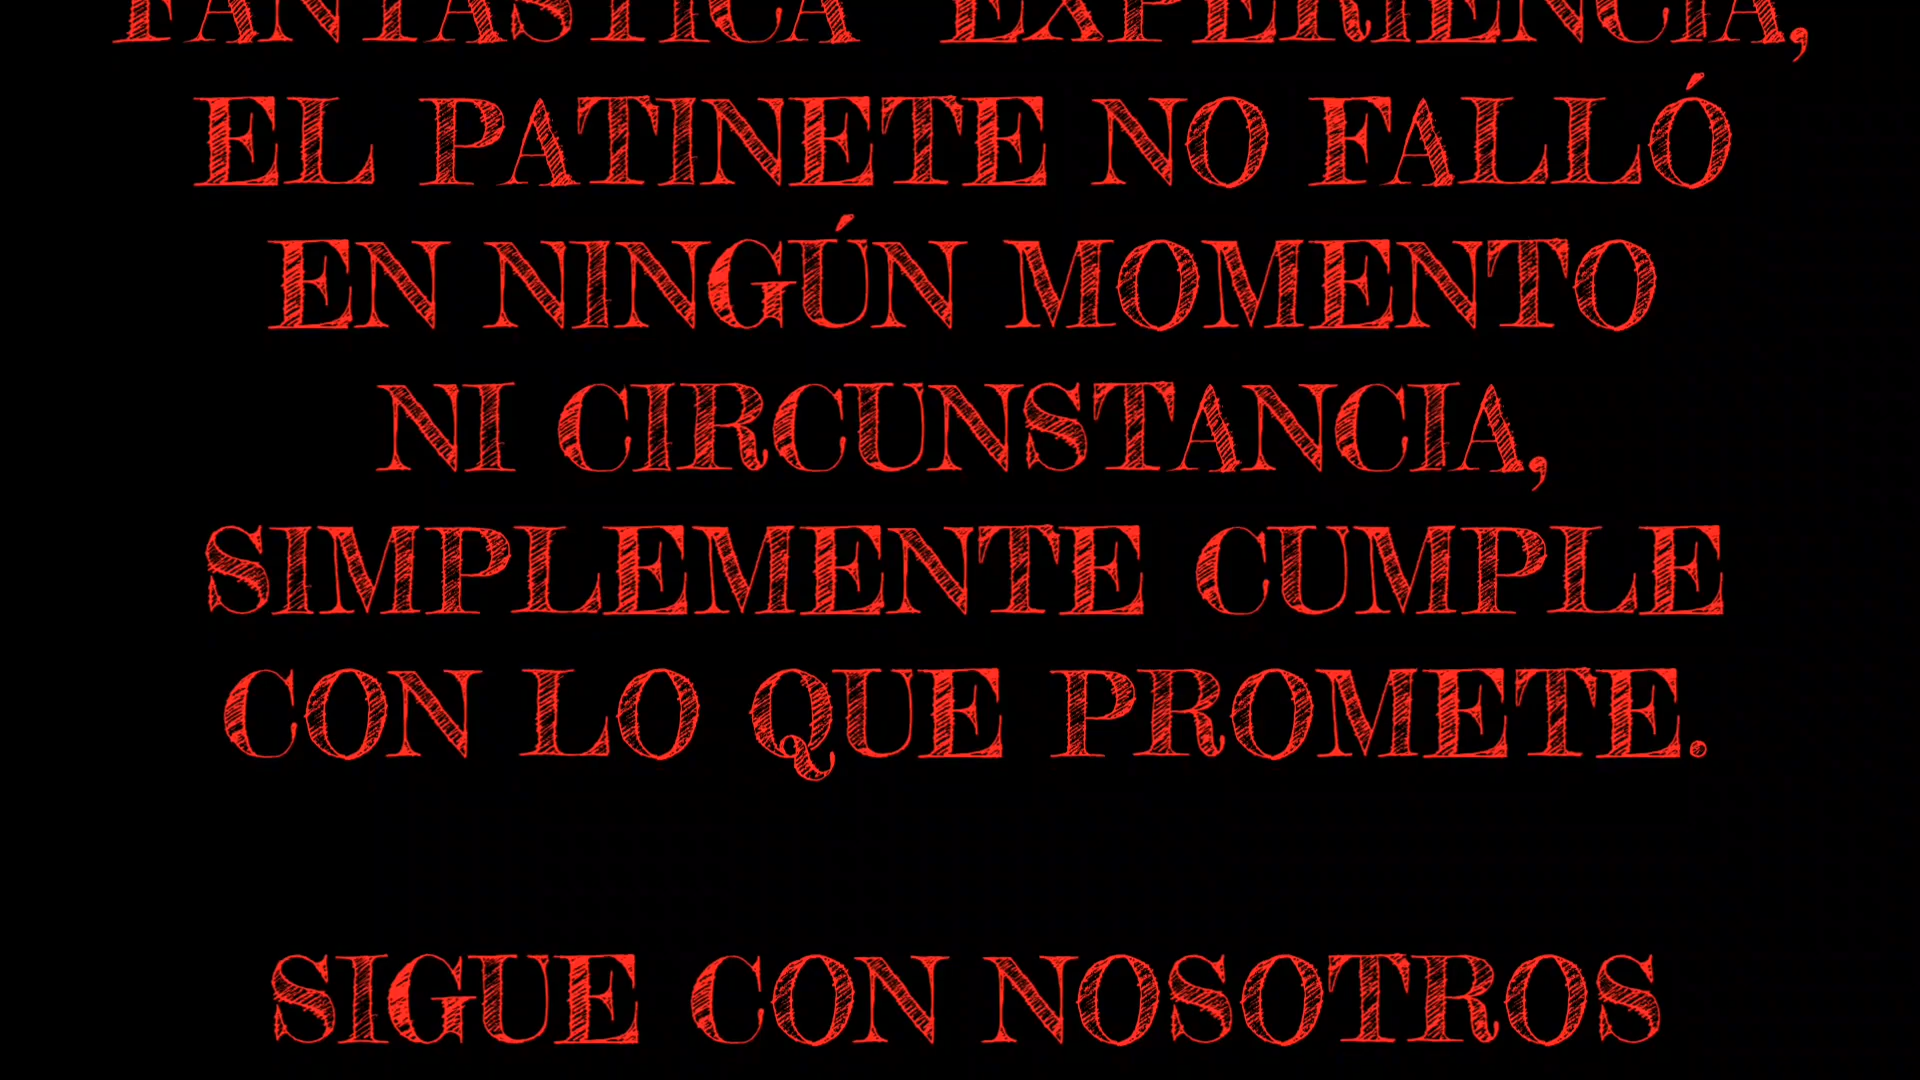 FANTÁSTICA EXPERIENCIA,
EL PATINETE NO FALLÓ
EN NINGÚN MOMENTO
NI CIRCUNSTANCIA,
SIMPLEMENTE CUMPLE
CON LO QUE PROMETE.
SIGUE CON NOSOTROS